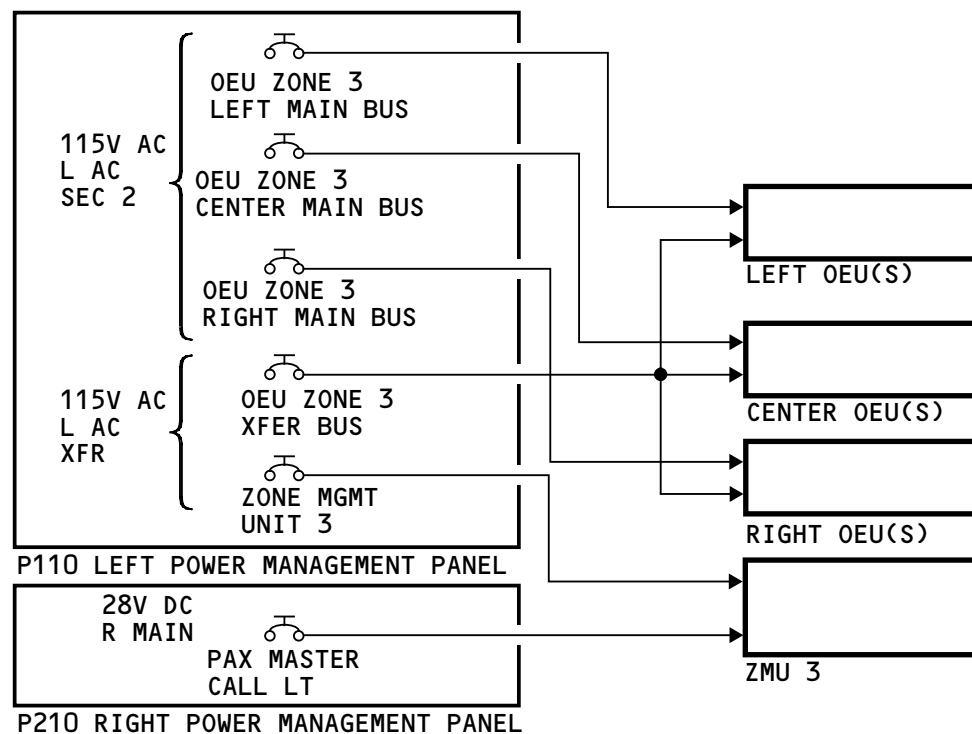 OEU ZONE 3
LEFT MAIN BUS
115V AC
L AC
SEC 2
OEU ZONE 3
CENTER MAIN BUS
OEU ZONE 3
RIGHT MAIN BUS
115V AC
L AC
XFR
OEU ZONE 3
XFER BUS
ZONE MGMT
UNIT 3
P110 LEFT POWER MANAGEMENT PANEL
28V DC
R MAIN
PAX MASTER
CALL LT
P210 RIGHT POWER MANAGEMENT PANEL
LEFT OEU(S)
CENTER OEU(S)
RIGHT OEU(S)
ZMU 3